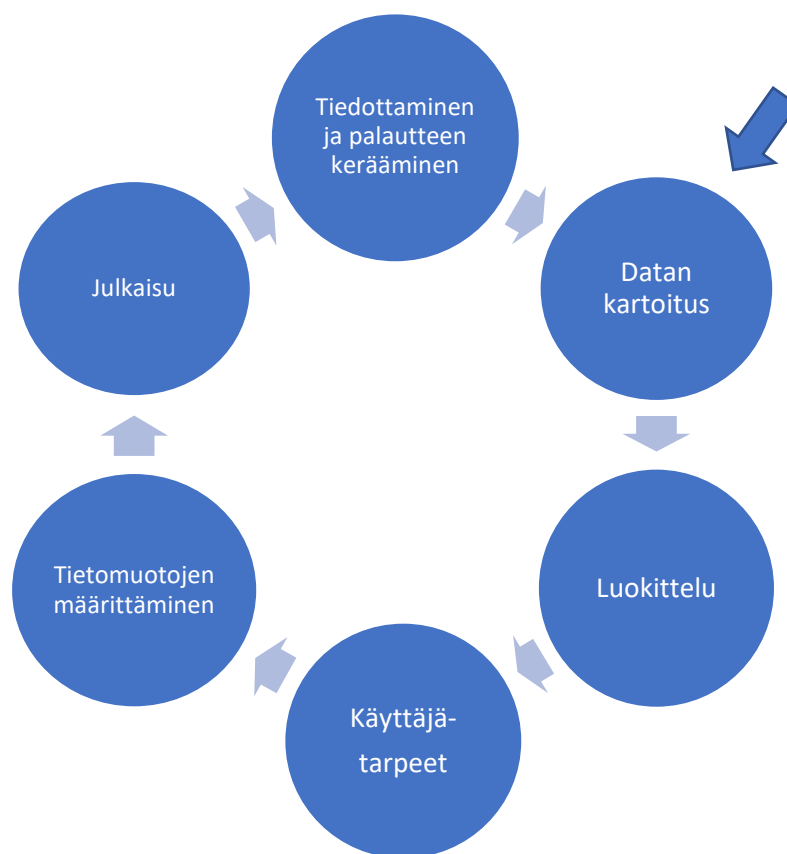 Tiedottaminen
ja palautteen
kerääminen
Datan
kartoitus
Luokittelu
Käyttäjä-
tarpeet
Tietomuotojen
määrittäminen
Julkaisu